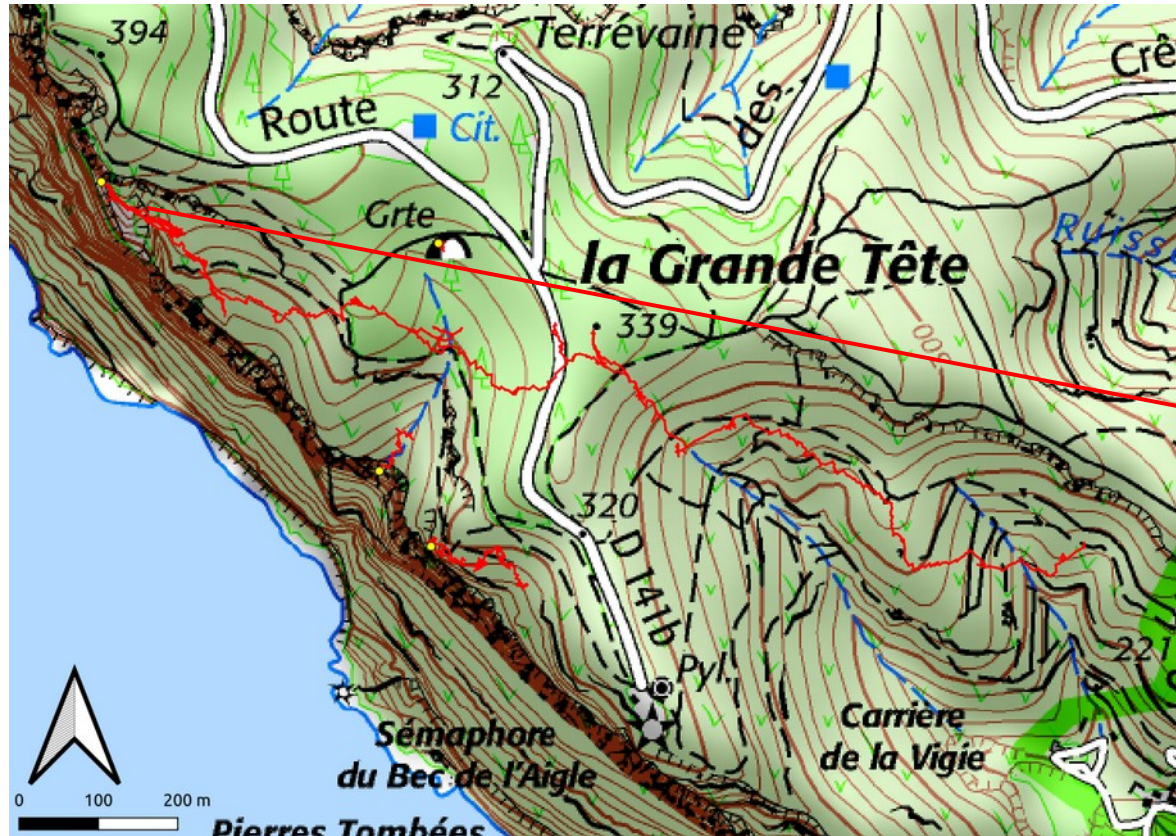 394
Terrévaine
Crê
312
Route
des
Cit.
Grte
Ruiss
la Grande Tête
339
300
320
D 141b
Pyl.
221
Sémaphore
du Bec de l'Aigle
Carrière
de la Vigie
0 100 200 m
Pierres Tombées